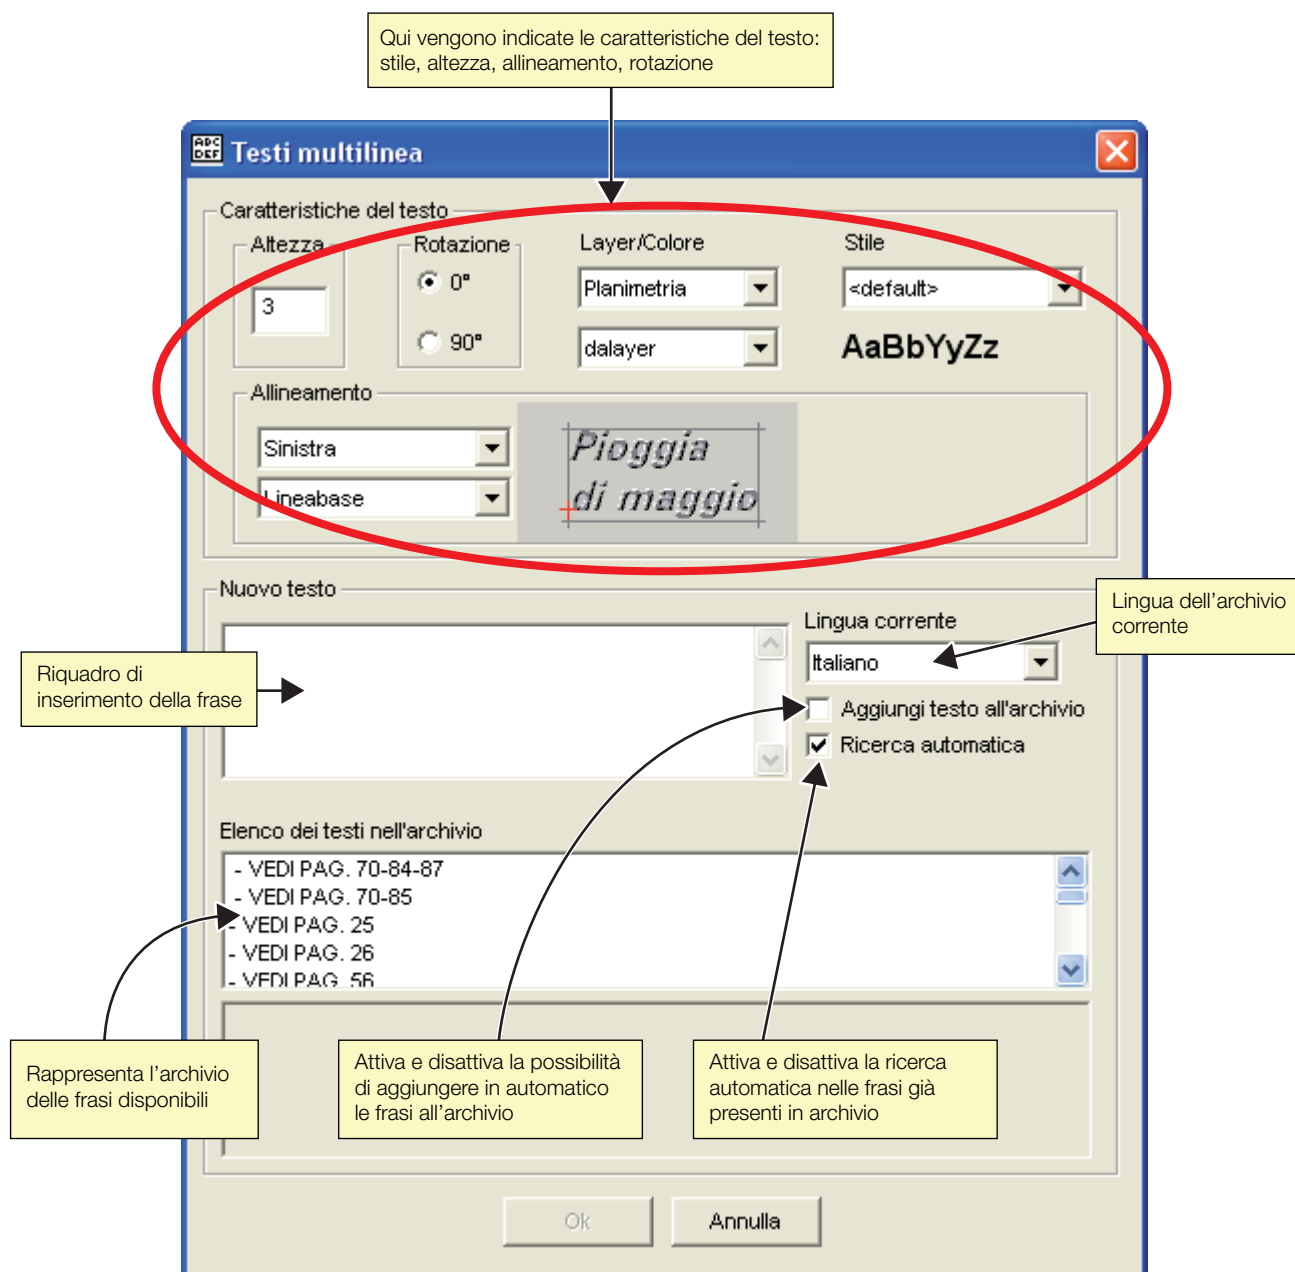 Qui vengono indicate le caratteristiche del testo:
stile, altezza, allineamento, rotazione
ABC
DEF
Testi multilinea
Caratteristiche del testo
Altezza
Rotazione
Layer/Colore
Stile
3
0°
90°
Planimetria
dalayer
<default>
AaBbYyZz
Allineamento
Sinistra
Lineabase
Pioggia
di maggio
Nuovo testo
Lingua corrente
Italiano
Lingua dell'archivio
corrente
Riquadro di
inserimento della frase
Aggiungi testo all'archivio
Ricerca automatica
Elenco dei testi nell'archivio
- VEDI PAG. 70-84-87
- VEDI PAG. 70-85
- VEDI PAG. 25
- VEDI PAG. 26
- VEDI PAG. 56
Rappresenta l'archivio
delle frasi disponibili
Attiva e disattiva la possibilità
di aggiungere in automatico
le frasi all'archivio
Attiva e disattiva la ricerca
automatica nelle frasi già
presenti in archivio
Ok
Annulla